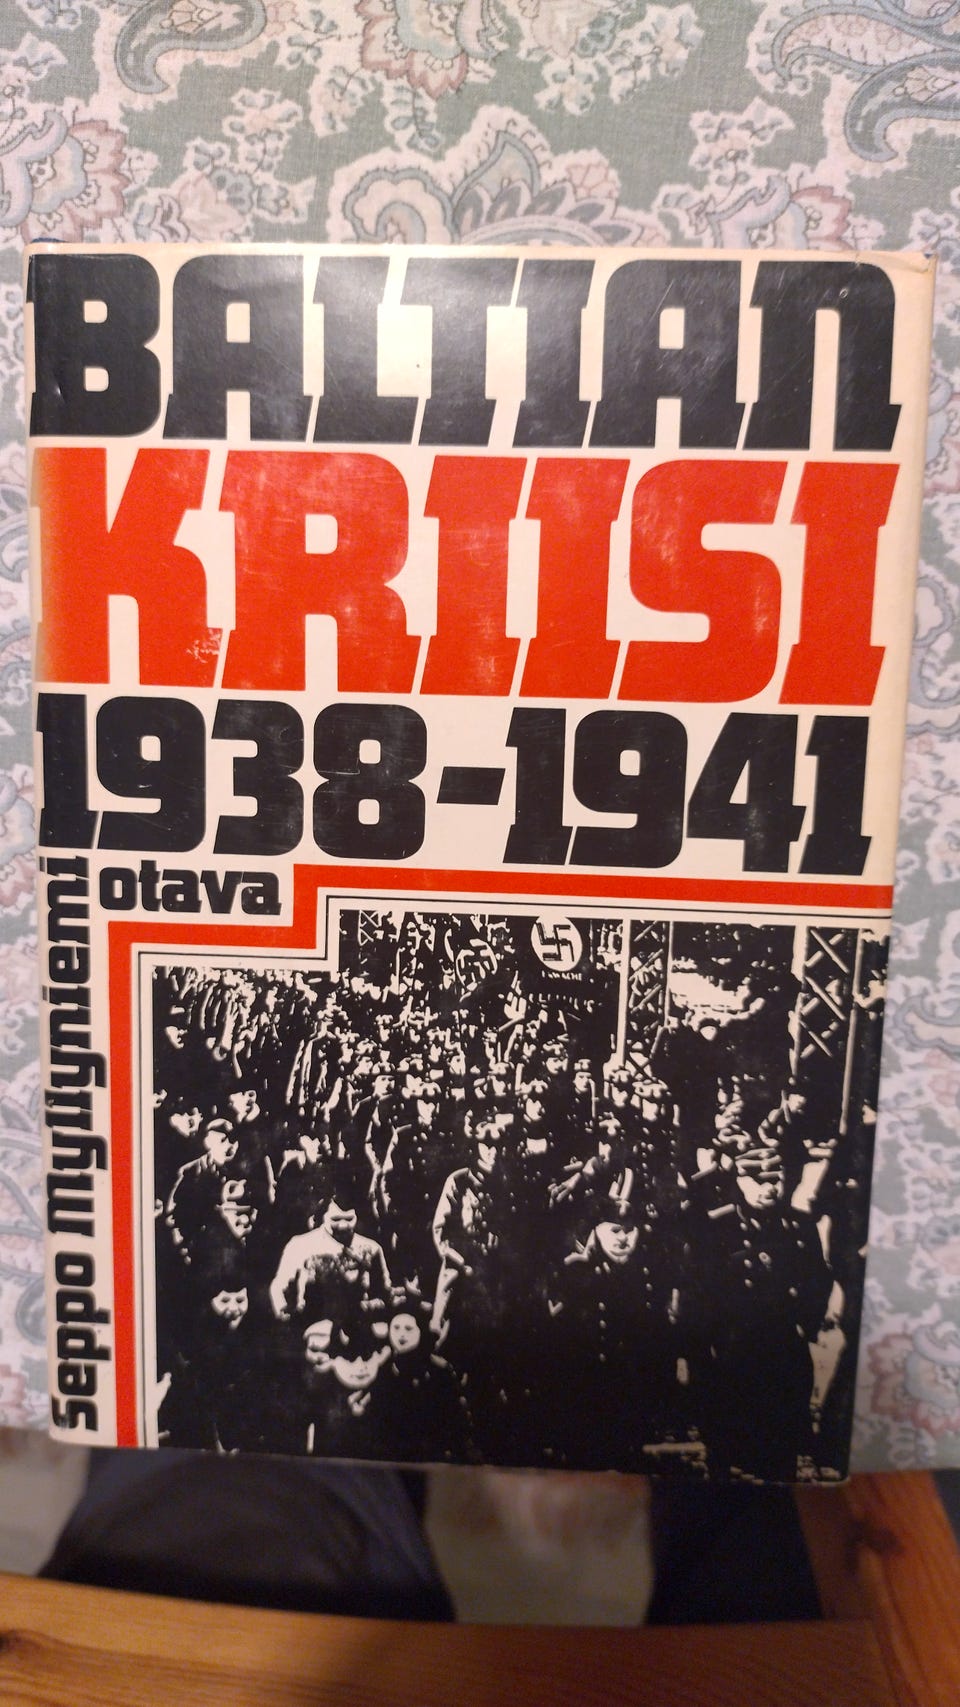 BALTIAN
KRIISI
1938-1941
otava
Seppo Myllyniemi